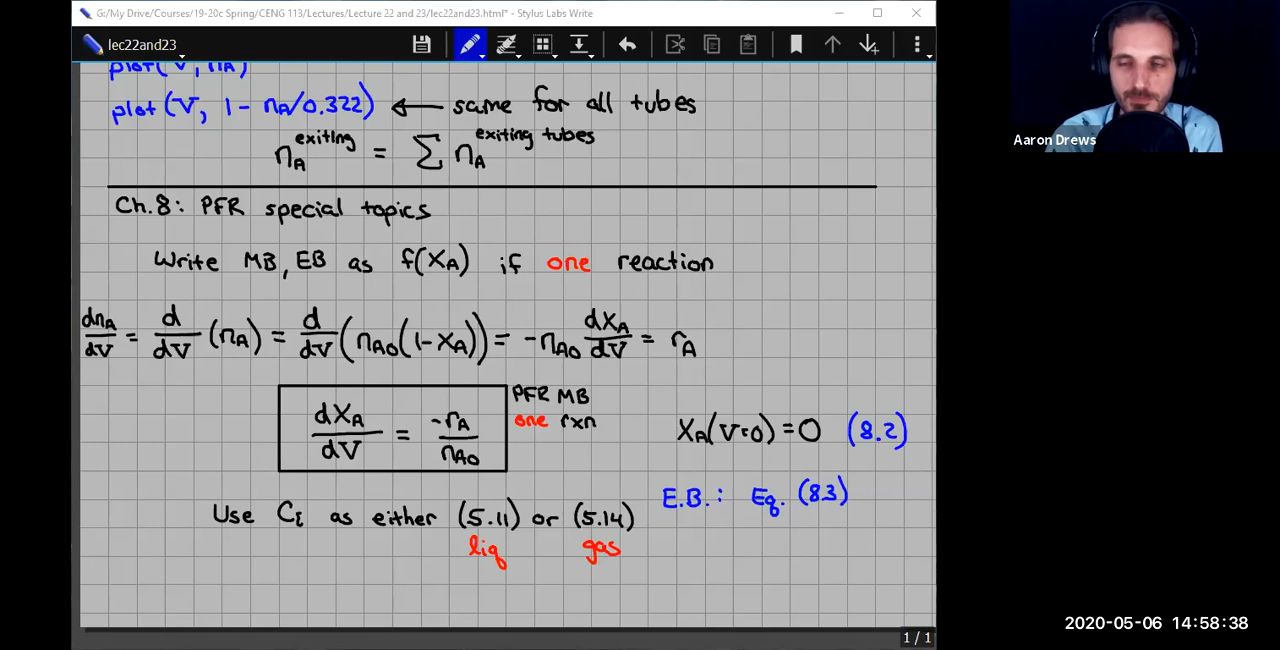 G:/My Drive/Courses/19-20c Spring/CENG 113/Lectures/Lecture 22 and 23/lec22and23.html* - Stylus Labs Write
lec22and23
plot(V, nA)
plot(V, 1 - nA/0.322) ← same for all tubes
nA^exiting = Σ nA^exiting tubes
Ch.8: PFR special topics
Write MB, EB as f(XA) if one reaction
dnA/dV = d/dV (nA) = d/dV (nA0(1-XA)) = -nA0 dXA/dV = rA
dXA/dV = -rA/nA0
PFR MB
one rxn
XA(V=0) = 0 (8.2)
E.B.: Eq. (8.3)
Use Ci as either (5.11) or (5.14)
liq gas
1 / 1
Aaron Drews
2020-05-06 14:58:38